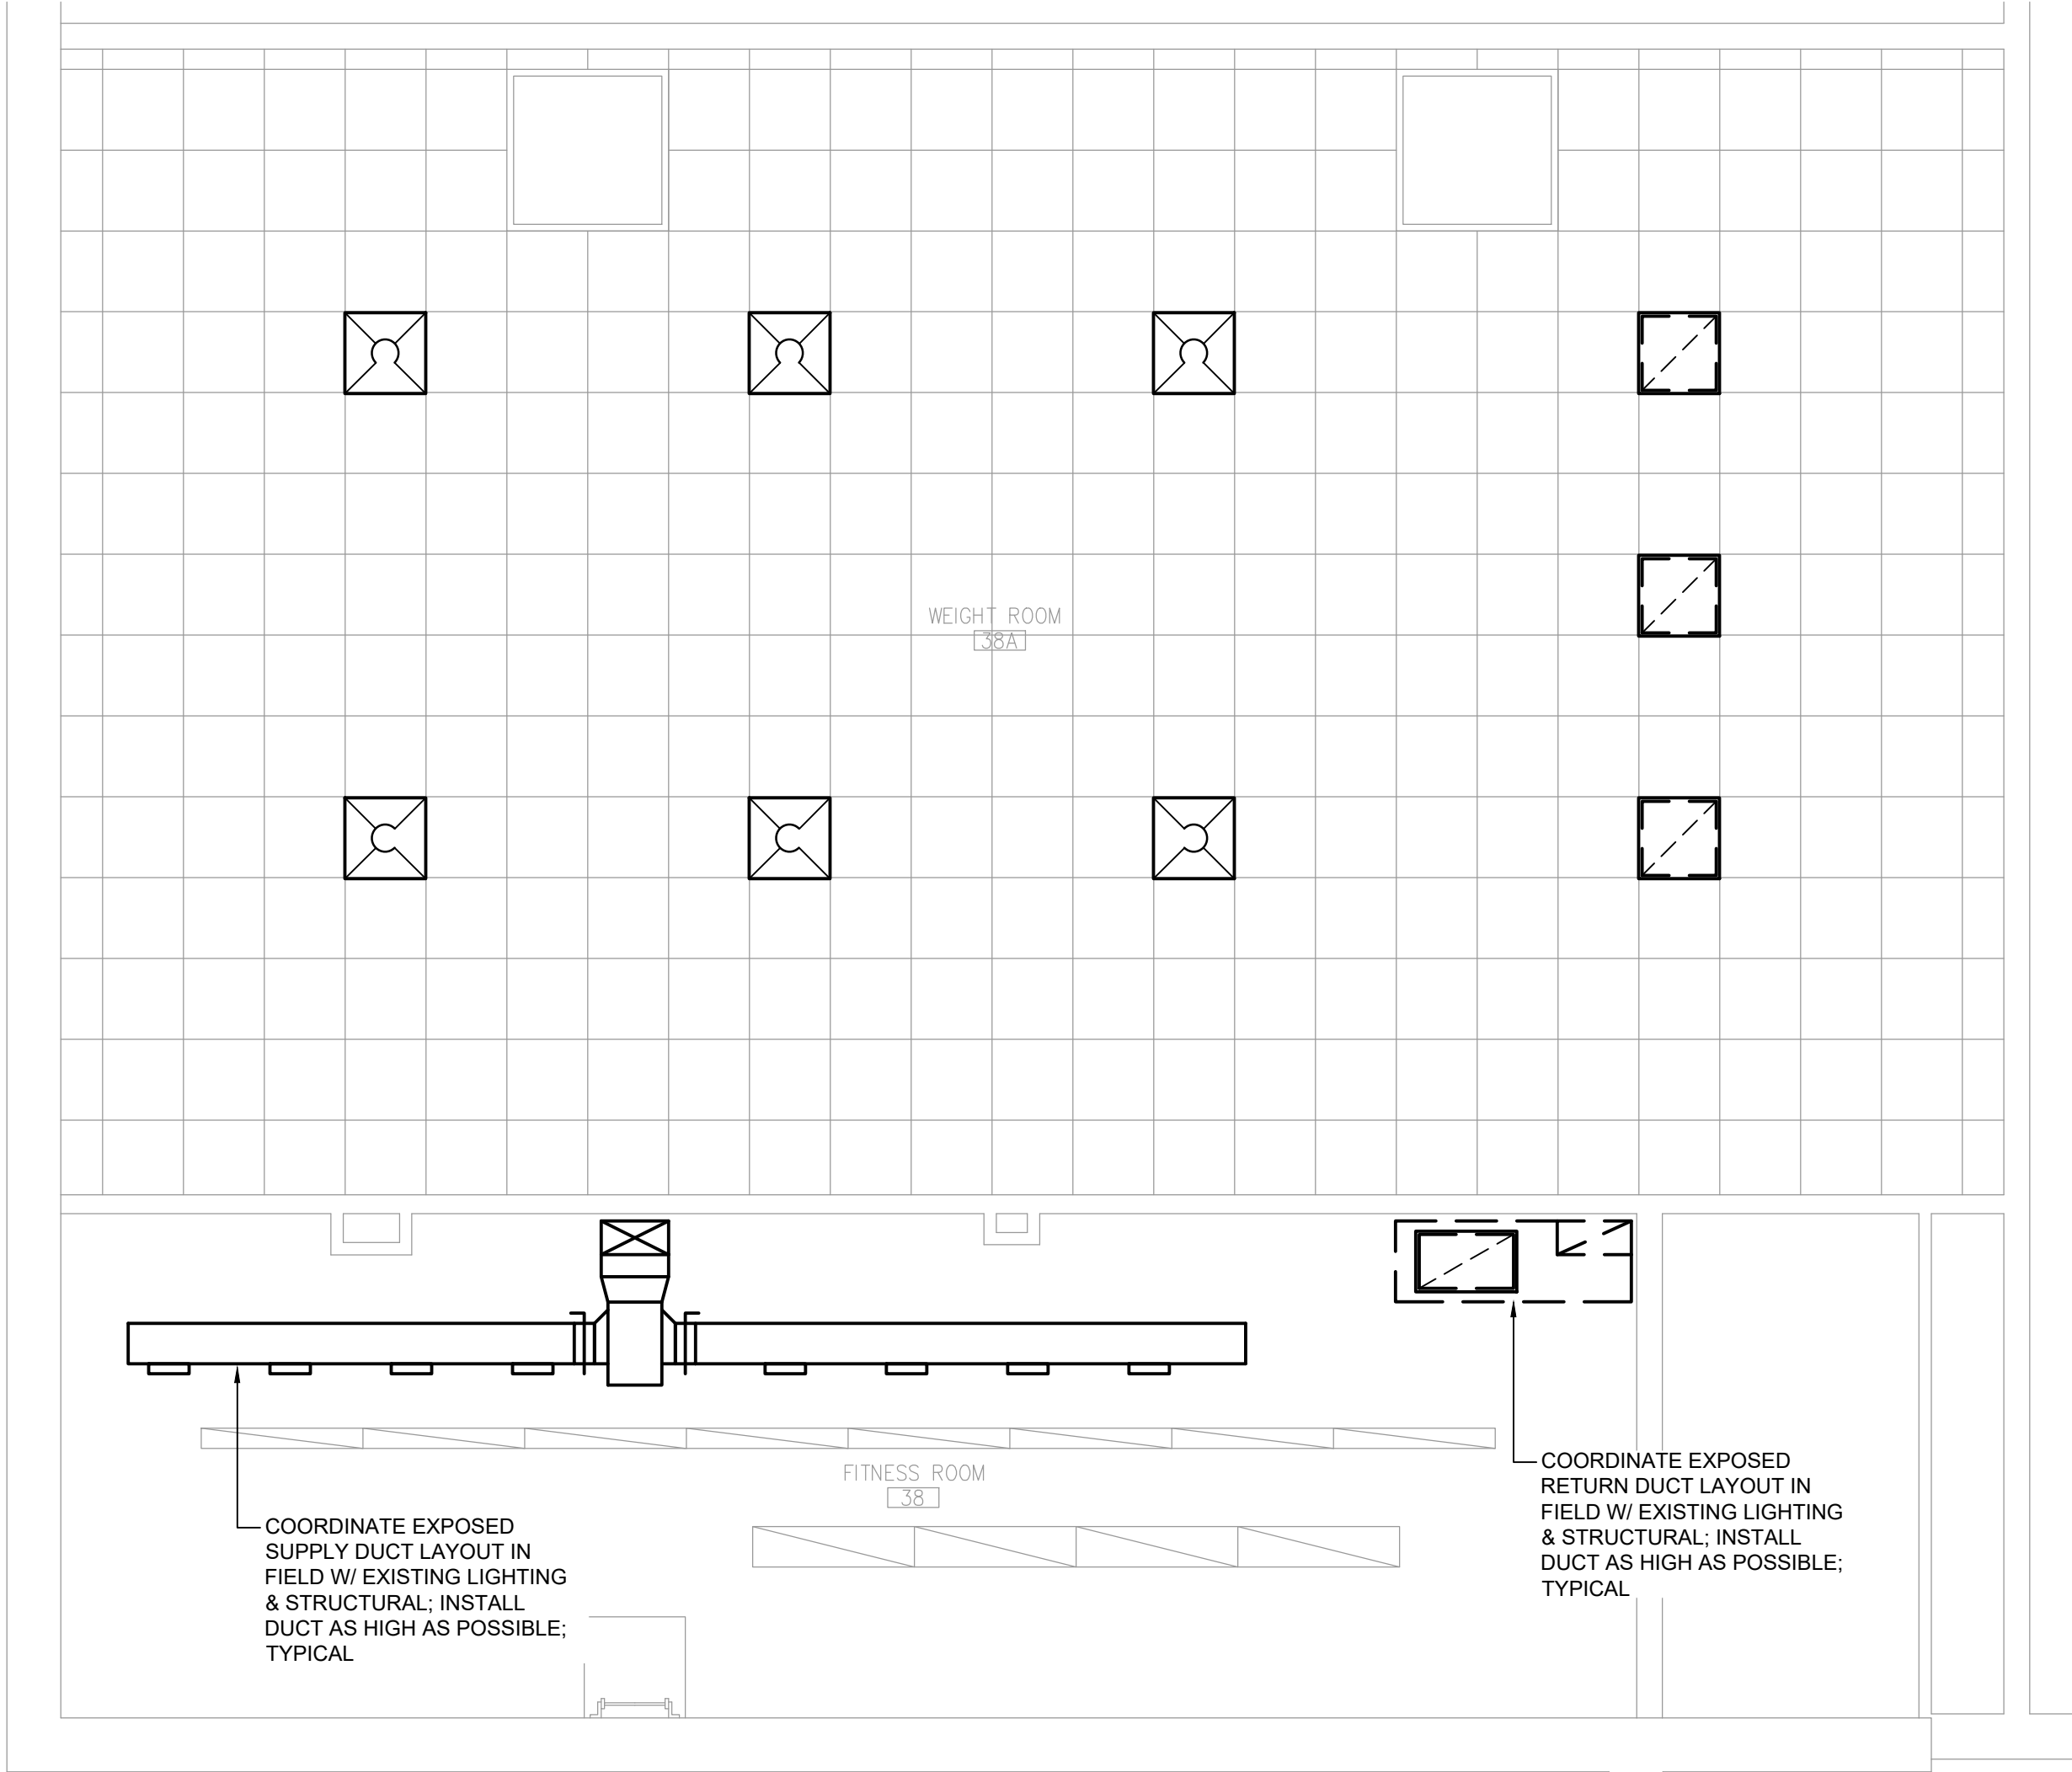 WEIGHT ROOM
38A
FITNESS ROOM
38
COORDINATE EXPOSED
SUPPLY DUCT LAYOUT IN
FIELD W/ EXISTING LIGHTING
& STRUCTURAL; INSTALL
DUCT AS HIGH AS POSSIBLE;
TYPICAL
COORDINATE EXPOSED
RETURN DUCT LAYOUT IN
FIELD W/ EXISTING LIGHTING
& STRUCTURAL; INSTALL
DUCT AS HIGH AS POSSIBLE;
TYPICAL